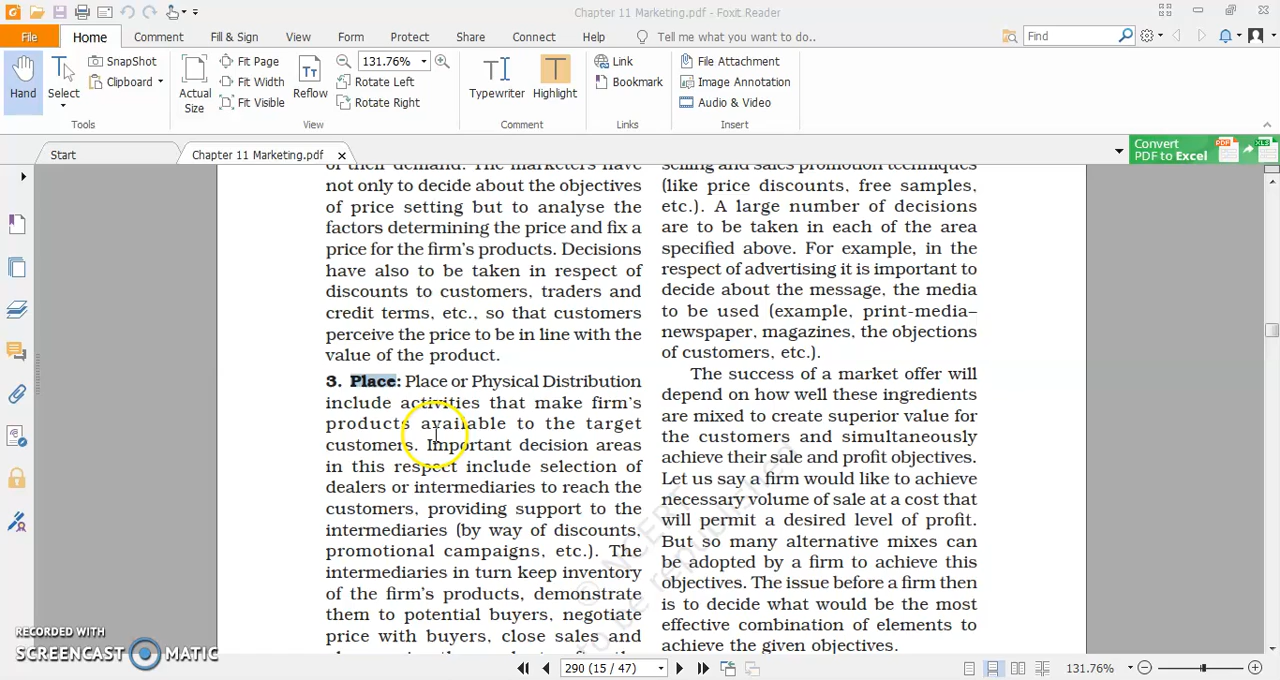 Chapter 11 Marketing.pdf - Foxit Reader
File
Home
Comment
Fill & Sign
View
Form
Protect
Share
Connect
Help
Tell me what you want to do..
Find
Hand
Select
SnapShot
Clipboard
Tools
Actual
Size
Fit Page
Fit Width
Fit Visible
Reflow
131.76%
Rotate Left
Rotate Right
View
Typewriter
Highlight
Comment
Link
Bookmark
Links
File Attachment
Image Annotation
Audio & Video
Insert
Start
Chapter 11 Marketing.pdf
Convert
PDF to Excel
not only to decide about the objectives
of price setting but to analyse the
factors determining the price and fix a
price for the firm's products. Decisions
have also to be taken in respect of
discounts to customers, traders and
credit terms, etc., so that customers
perceive the price to be in line with the
value of the product.
3. Place: Place or Physical Distribution
include activities that make firm's
products available to the target
customers. Important decision areas
in this respect include selection of
dealers or intermediaries to reach the
customers, providing support to the
intermediaries (by way of discounts,
promotional campaigns, etc.). The
intermediaries in turn keep inventory
of the firm's products, demonstrate
them to potential buyers, negotiate
price with buyers, close sales and
selling and sales promotion techniques
(like price discounts, free samples,
etc.). A large number of decisions
are to be taken in each of the area
specified above. For example, in the
respect of advertising it is important to
decide about the message, the media
to be used (example, print-media–
newspaper, magazines, the objections
of customers, etc.).
The success of a market offer will
depend on how well these ingredients
are mixed to create superior value for
the customers and simultaneously
achieve their sale and profit objectives.
Let us say a firm would like to achieve
necessary volume of sale at a cost that
will permit a desired level of profit.
But so many alternative mixes can
be adopted by a firm to achieve this
objectives. The issue before a firm then
is to decide what would be the most
effective combination of elements to
achieve the given objectives.
© NCERT
to be republished
RECORDED WITH
SCREENCAST MATIC
290 (15 / 47)
131.76%